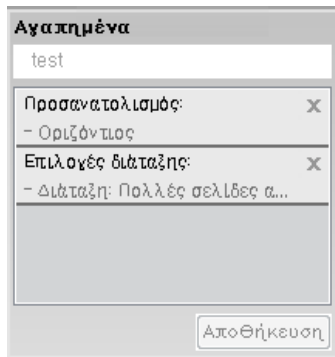 Αγαπημένα
test
Προσανατολισμός: x
- Οριζόντιος
Επιλογές διάταξης: x
- Διάταξη: Πολλές σελίδες α...
Αποθήκευση